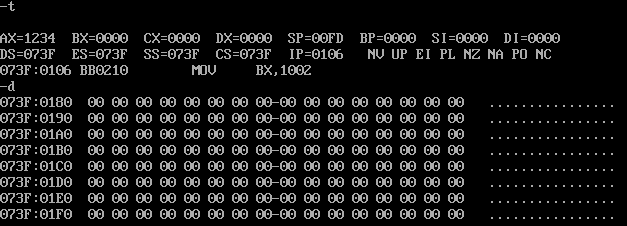 -t
AX=1234  BX=0000  CX=0000  DX=0000  SP=00FD  BP=0000  SI=0000  DI=0000
DS=073F  ES=073F  SS=073F  CS=073F  IP=0106   NV UP EI PL NZ NA PO NC
073F:0106 BB0210        MOV     BX,1002
-d
073F:0180  00 00 00 00 00 00 00 00-00 00 00 00 00 00 00 00   ................
073F:0190  00 00 00 00 00 00 00 00-00 00 00 00 00 00 00 00   ................
073F:01A0  00 00 00 00 00 00 00 00-00 00 00 00 00 00 00 00   ................
073F:01B0  00 00 00 00 00 00 00 00-00 00 00 00 00 00 00 00   ................
073F:01C0  00 00 00 00 00 00 00 00-00 00 00 00 00 00 00 00   ................
073F:01D0  00 00 00 00 00 00 00 00-00 00 00 00 00 00 00 00   ................
073F:01E0  00 00 00 00 00 00 00 00-00 00 00 00 00 00 00 00   ................
073F:01F0  00 00 00 00 00 00 00 00-00 00 00 00 00 00 00 00   ................